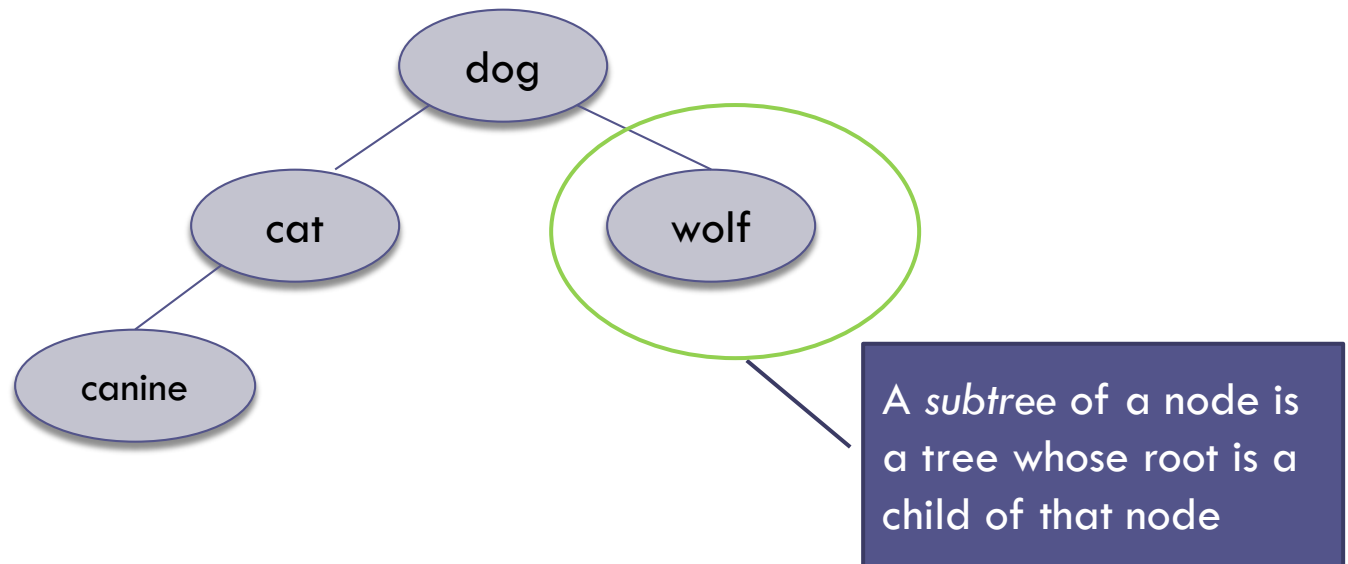 dog
cat
wolf
canine
A subtree of a node is
a tree whose root is a
child of that node